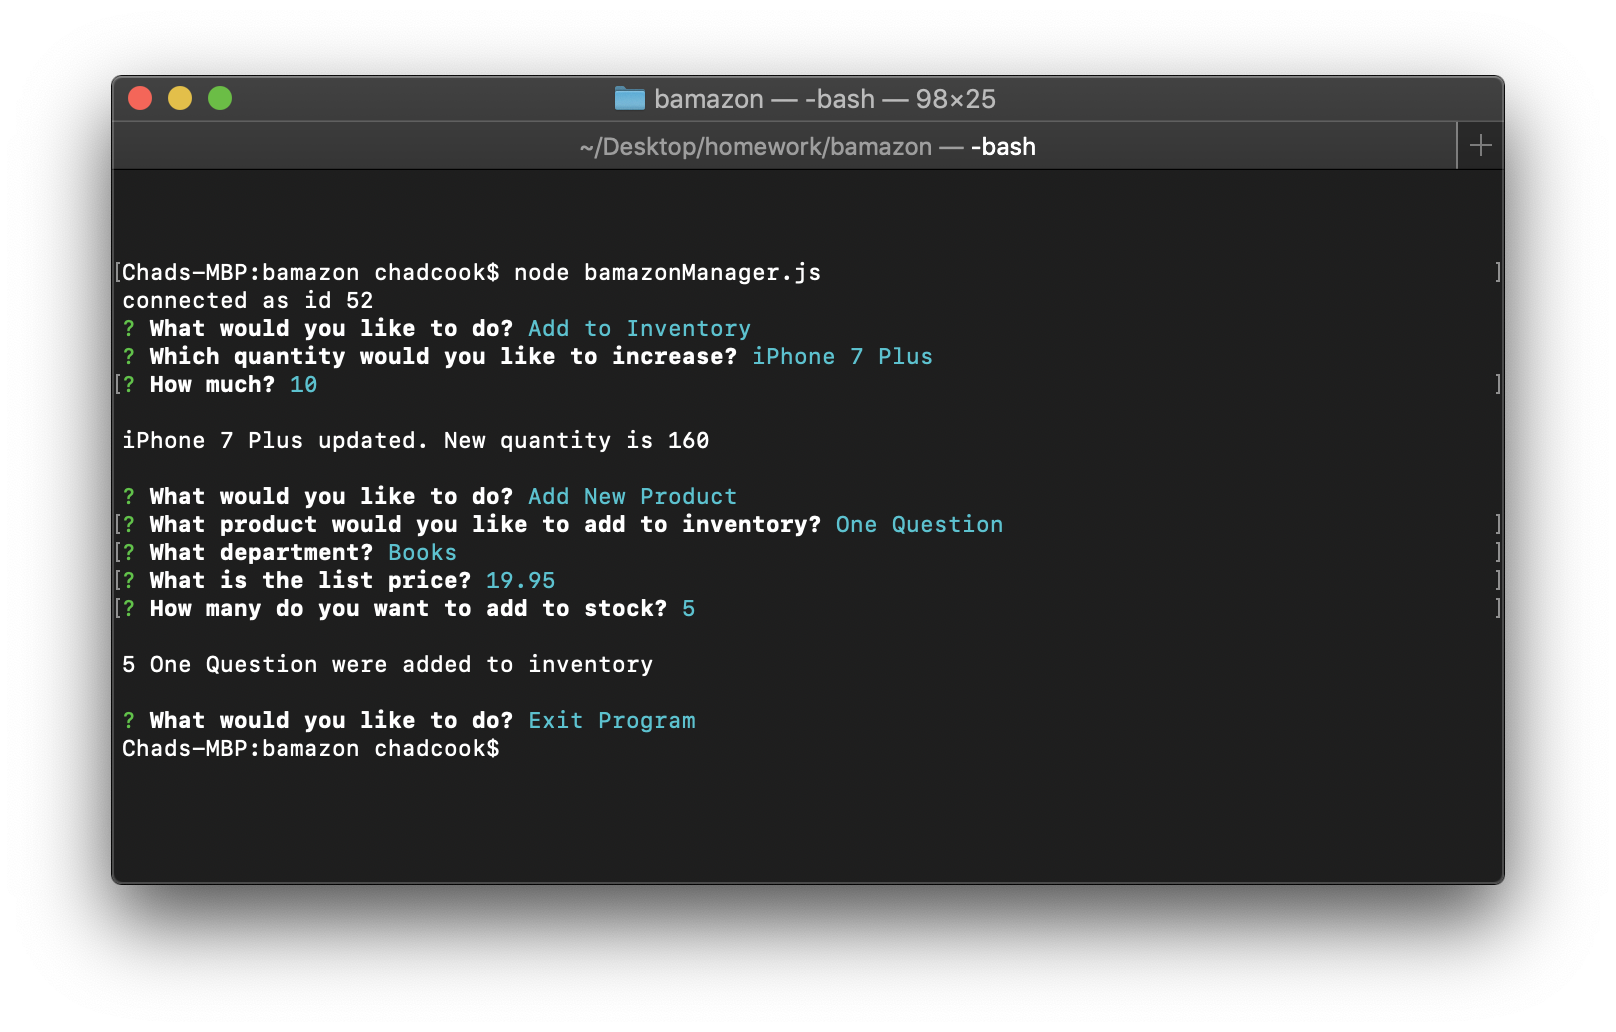 bamazon — -bash — 98×25
~/Desktop/homework/bamazon — -bash
[Chads-MBP:bamazon chadcook$ node bamazonManager.js ]
connected as id 52
? What would you like to do? Add to Inventory
? Which quantity would you like to increase? iPhone 7 Plus
[? How much? 10 ]
iPhone 7 Plus updated. New quantity is 160
? What would you like to do? Add New Product
[? What product would you like to add to inventory? One Question ]
[? What department? Books ]
[? What is the list price? 19.95 ]
[? How many do you want to add to stock? 5 ]
5 One Question were added to inventory
? What would you like to do? Exit Program
Chads-MBP:bamazon chadcook$